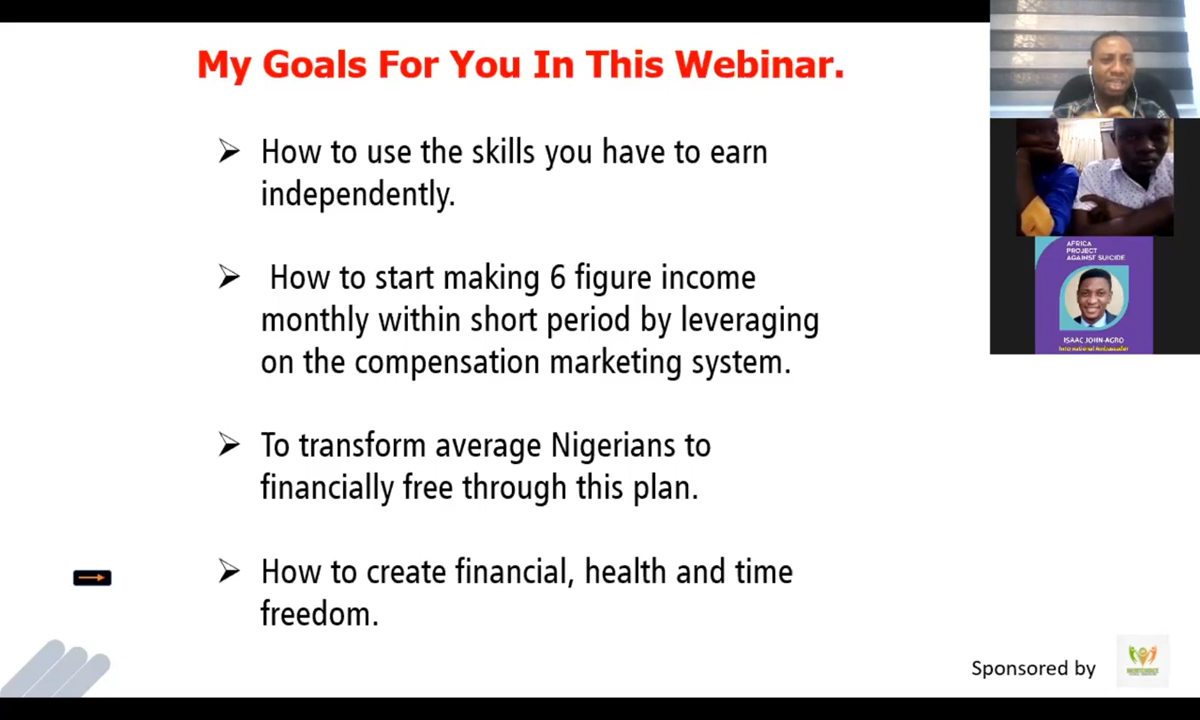 My Goals For You In This Webinar.
How to use the skills you have to earn
independently.
How to start making 6 figure income
monthly within short period by leveraging
on the compensation marketing system.
To transform average Nigerians to
financially free through this plan.
How to create financial, health and time
freedom.
AFRICA
PROJECT
AGAINST SUICIDE
ISAAC JOHN-AGBO
International Ambassador
Sponsored by